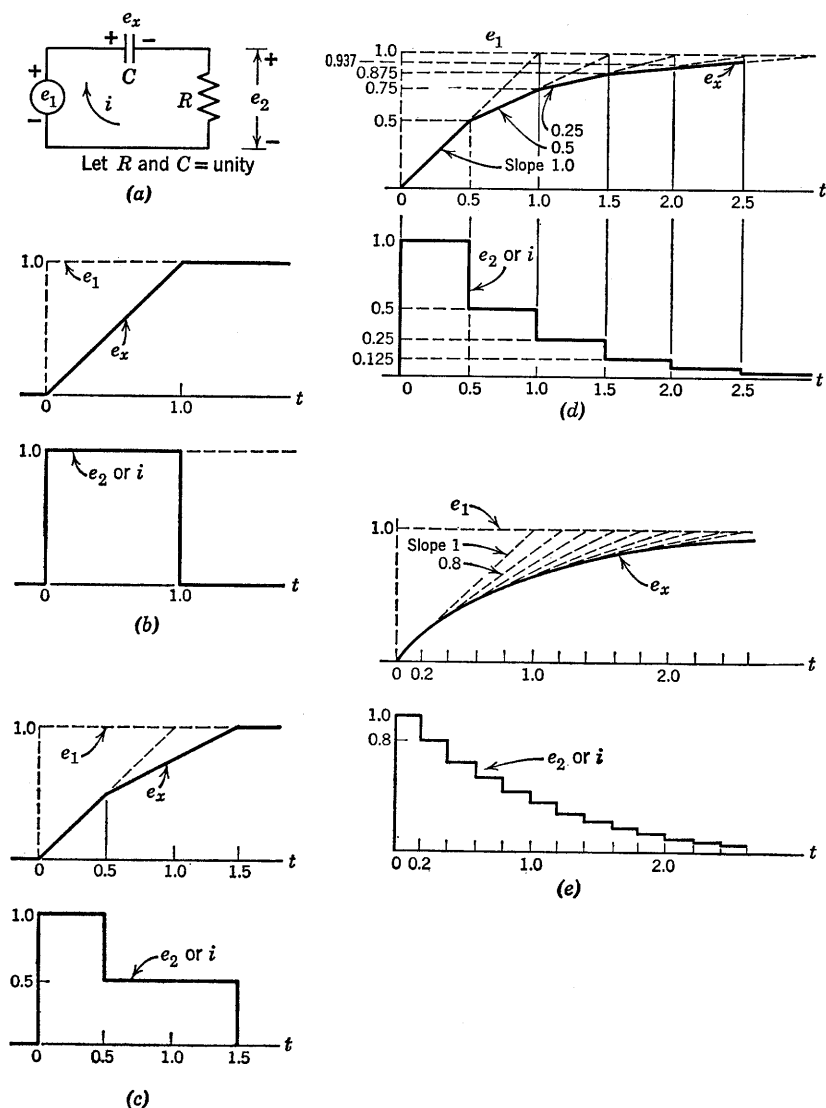 e_x
+ −
C
+
e_1
−
i
R
+
e_2
−
Let R and C = unity
(a)
1.0
e_1
e_x
0
1.0
t
1.0
e_2 or i
0
1.0
t
(b)
1.0
e_1
e_x
0
0.5
1.0
1.5
t
1.0
0.5
e_2 or i
0
0.5
1.0
1.5
t
(c)
e_1
1.0
0.937
0.875
0.75
0.5
e_x
0.25
0.5
Slope 1.0
0
0.5
1.0
1.5
2.0
2.5
t
1.0
0.5
0.25
0.125
e_2 or i
0
0.5
1.0
1.5
2.0
2.5
t
(d)
e_1
1.0
Slope 1
0.8
e_x
0
0.2
1.0
2.0
t
1.0
0.8
e_2 or i
0
0.2
1.0
2.0
t
(e)